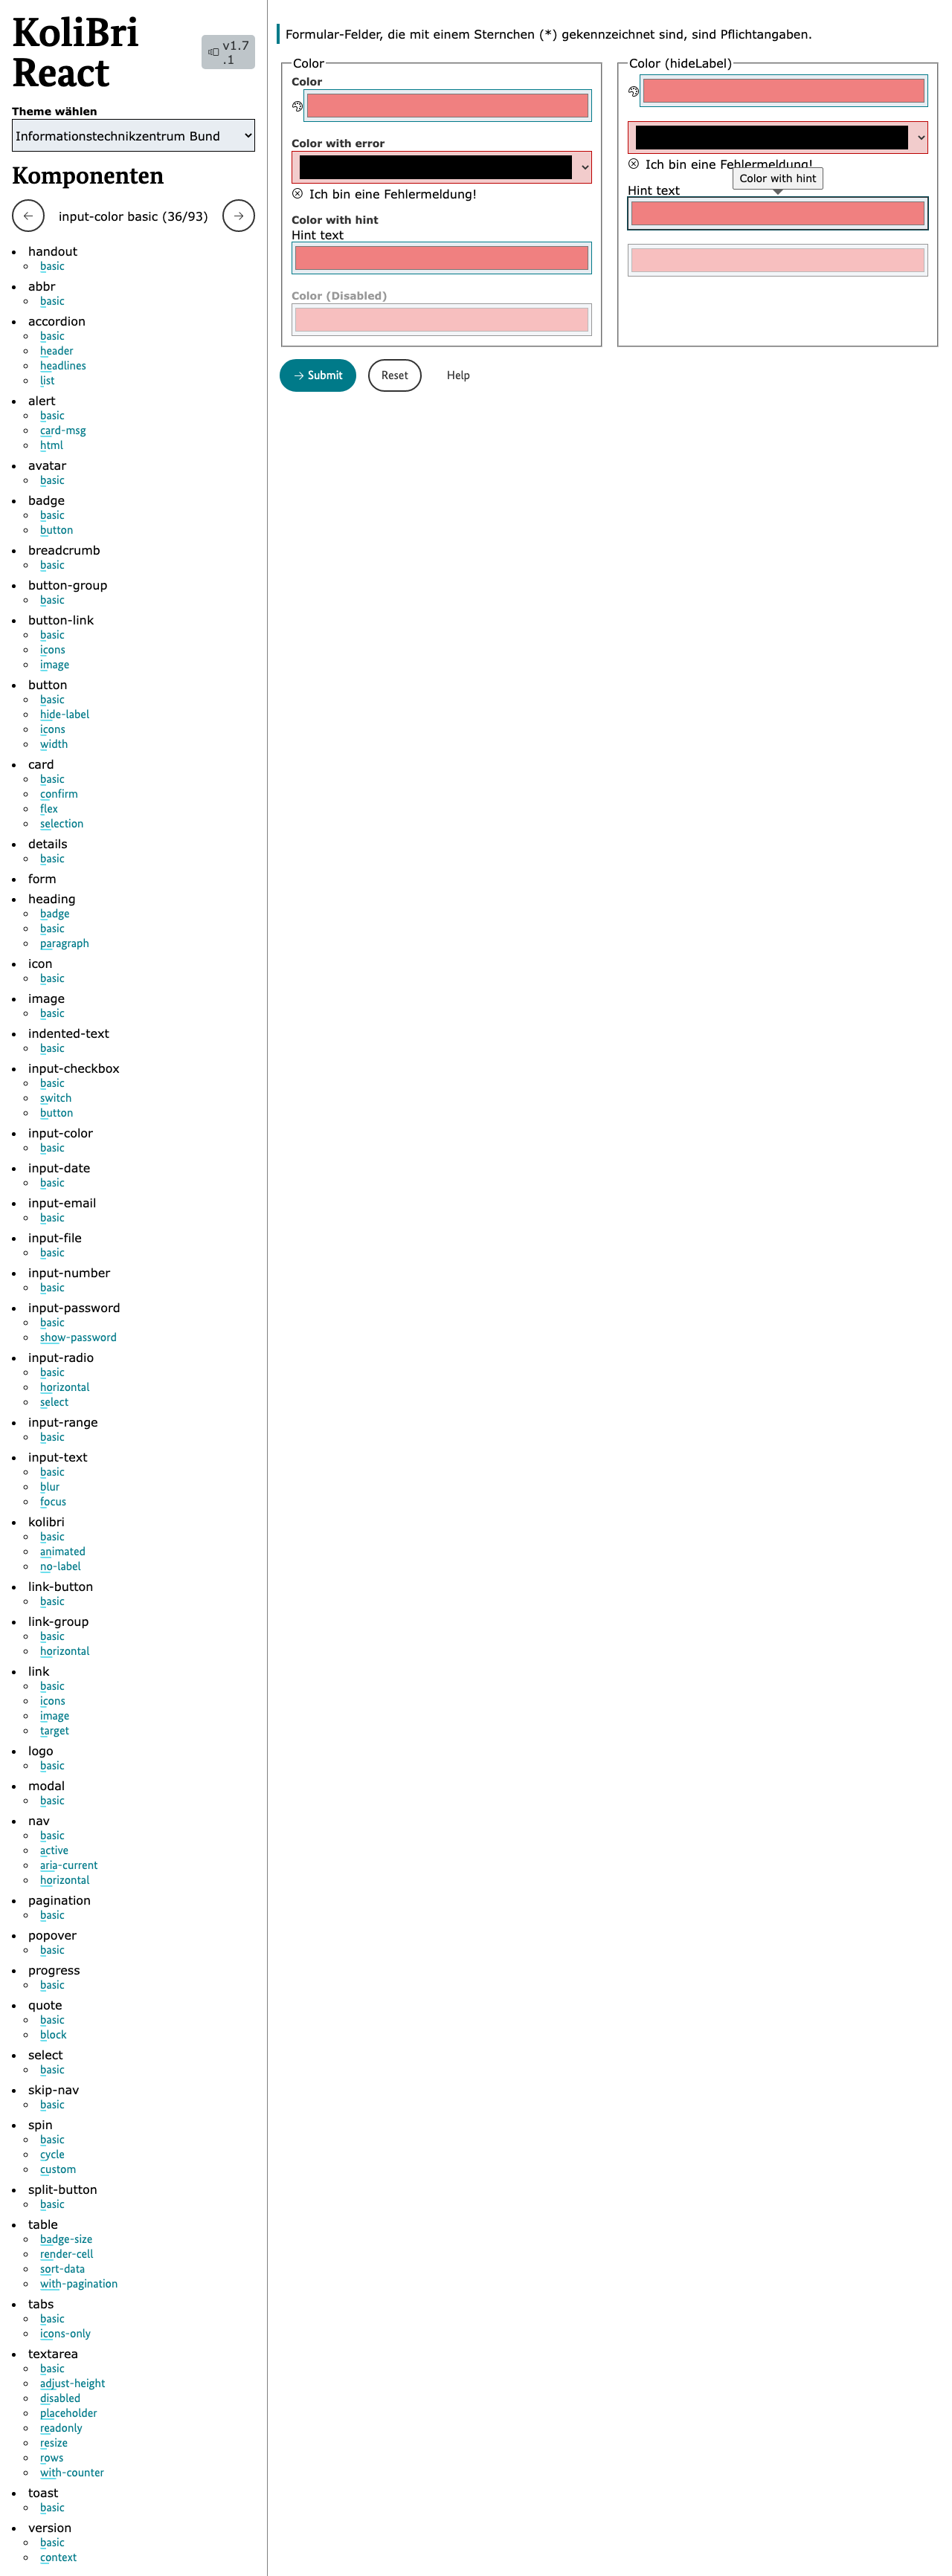 KoliBri
React
v1.7
.1
Theme wählen
Informationstechnikzentrum Bund
Komponenten
input-color basic (36/93)
handout
basic
abbr
basic
accordion
basic
header
headlines
list
alert
basic
card-msg
html
avatar
basic
badge
basic
button
breadcrumb
basic
button-group
basic
button-link
basic
icons
image
button
basic
hide-label
icons
width
card
basic
confirm
flex
selection
details
basic
form
heading
badge
basic
paragraph
icon
basic
image
basic
indented-text
basic
input-checkbox
basic
switch
button
input-color
basic
input-date
basic
input-email
basic
input-file
basic
input-number
basic
input-password
basic
show-password
input-radio
basic
horizontal
select
input-range
basic
input-text
basic
blur
focus
kolibri
basic
animated
no-label
link-button
basic
link-group
basic
horizontal
link
basic
icons
image
target
logo
basic
modal
basic
nav
basic
active
aria-current
horizontal
pagination
basic
popover
basic
progress
basic
quote
basic
block
select
basic
skip-nav
basic
spin
basic
cycle
custom
split-button
basic
table
badge-size
render-cell
sort-data
with-pagination
tabs
basic
icons-only
textarea
basic
adjust-height
disabled
placeholder
readonly
resize
rows
with-counter
toast
basic
version
basic
context
Formular-Felder, die mit einem Sternchen (*) gekennzeichnet sind, sind Pflichtangaben.
Color
Color
Color with error
Ich bin eine Fehlermeldung!
Color with hint
Hint text
Color (Disabled)
Color (hideLabel)
Ich bin eine Fehlermeldung!
Color with hint
Hint text
Submit
Reset
Help